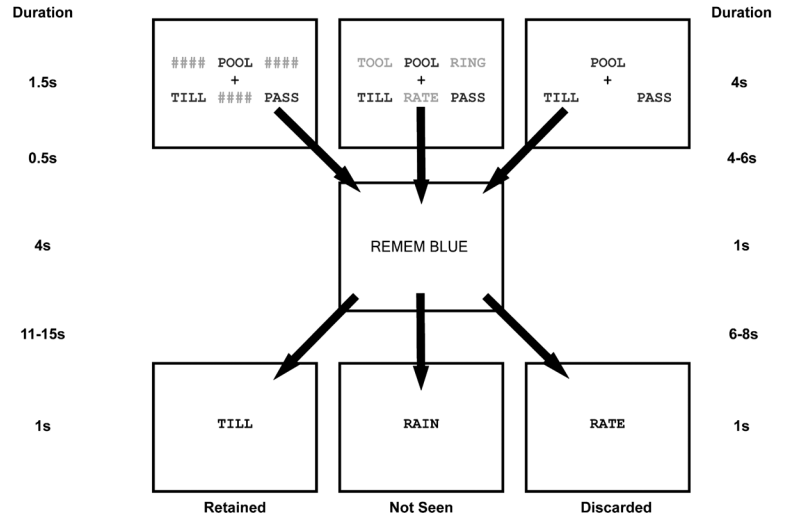 Duration
Duration
#### POOL ####
+
TILL #### PASS
TOOL POOL RING
+
TILL RATE PASS
POOL
+
TILL PASS
1.5s
4s
0.5s
4-6s
4s
REMEM BLUE
1s
11-15s
6-8s
1s
TILL
RAIN
RATE
1s
Retained
Not Seen
Discarded